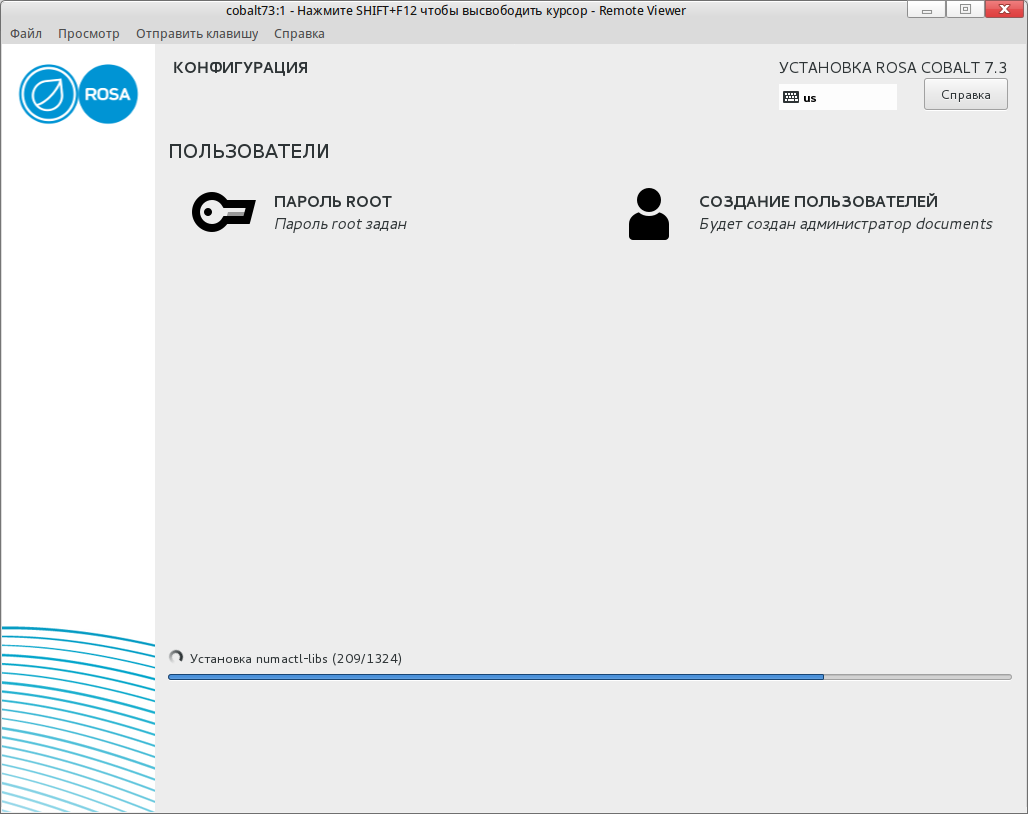 cobalt73:1 - Нажмите SHIFT+F12 чтобы высвободить курсор - Remote Viewer
Файл Просмотр Отправить клавишу Справка
ROSA
КОНФИГУРАЦИЯ
УСТАНОВКА ROSA COBALT 7.3
us
Справка
ПОЛЬЗОВАТЕЛИ
ПАРОЛЬ ROOT
Пароль root задан
СОЗДАНИЕ ПОЛЬЗОВАТЕЛЕЙ
Будет создан администратор documents
Установка numactl-libs (209/1324)